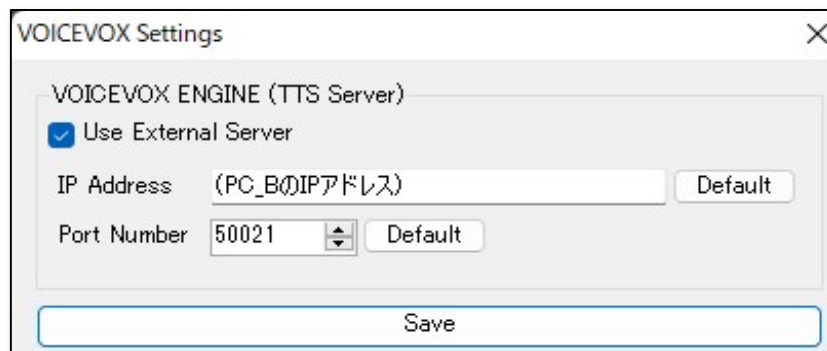 VOICEVOX Settings
VOICEVOX ENGINE (TTS Server)
Use External Server
IP Address (PC_BのIPアドレス) Default
Port Number 50021 Default
Save